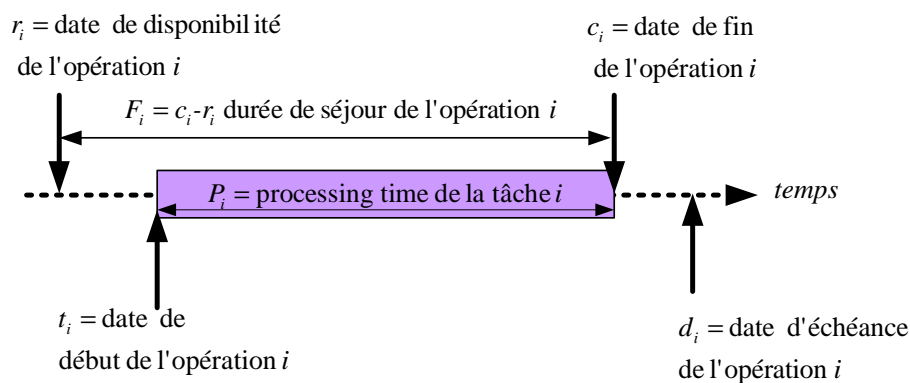 r_i = date de disponibilité
de l'opération i
c_i = date de fin
de l'opération i
F_i = c_i-r_i durée de séjour de l'opération i
P_i = processing time de la tâche i
temps
t_i = date de
début de l'opération i
d_i = date d'échéance
de l'opération i